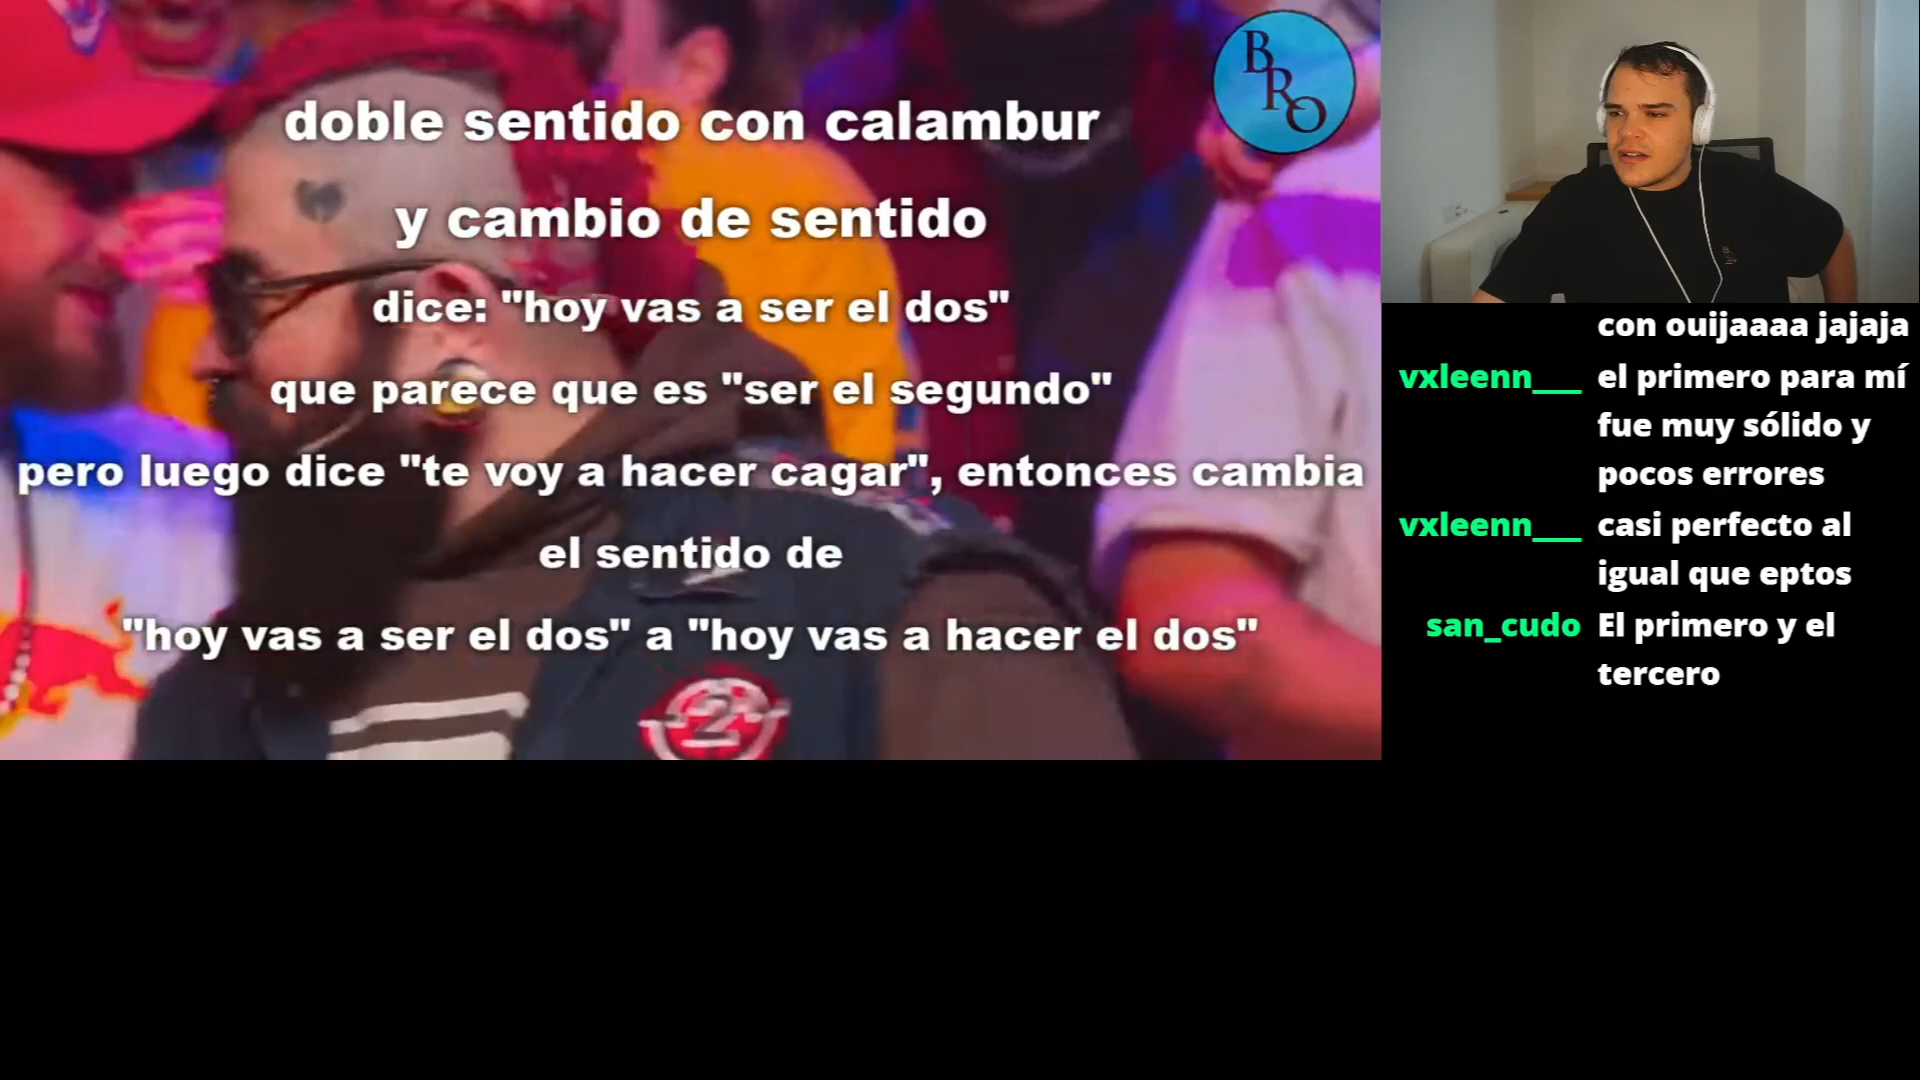 BRO
doble sentido con calambur
y cambio de sentido
dice: "hoy vas a ser el dos"
que parece que es "ser el segundo"
pero luego dice "te voy a hacer cagar", entonces cambia
el sentido de
"hoy vas a ser el dos" a "hoy vas a hacer el dos"
2
con ouijaaaa jajaja
vxleenn___ el primero para mí
fue muy sólido y
pocos errores
vxleenn___ casi perfecto al
igual que eptos
san_cudo El primero y el
tercero